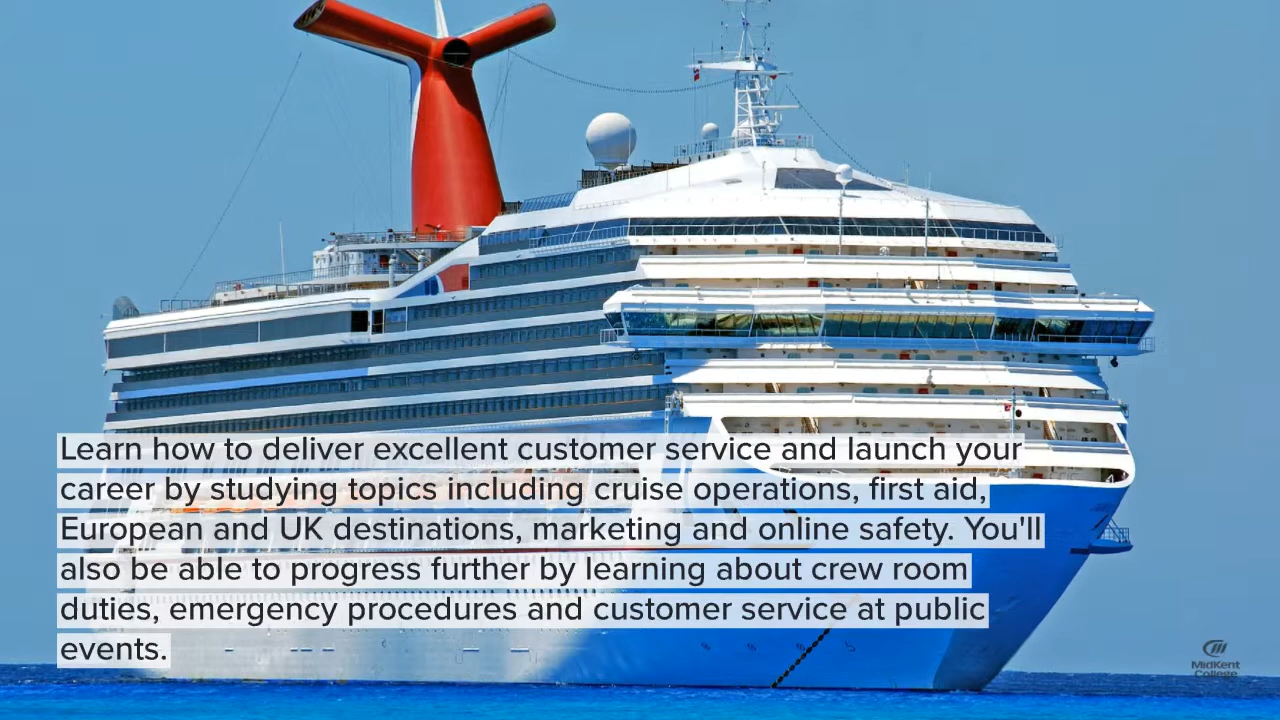 Learn how to deliver excellent customer service and launch your
career by studying topics including cruise operations, first aid,
European and UK destinations, marketing and online safety. You'll
also be able to progress further by learning about crew room
duties, emergency procedures and customer service at public
events.
MidKent
College